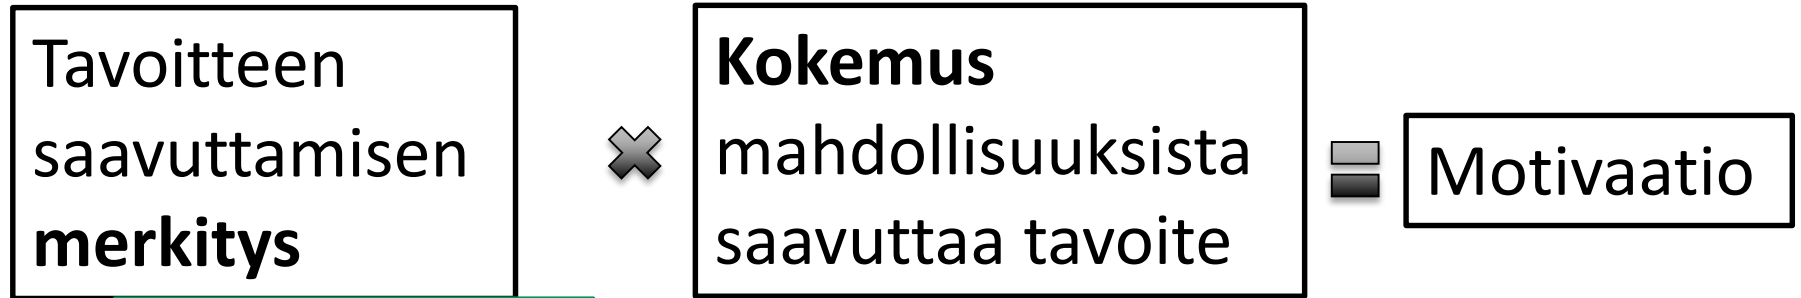 Tavoitteen
saavuttamisen
merkitys
Kokemus
mahdollisuuksista
saavuttaa tavoite
Motivaatio